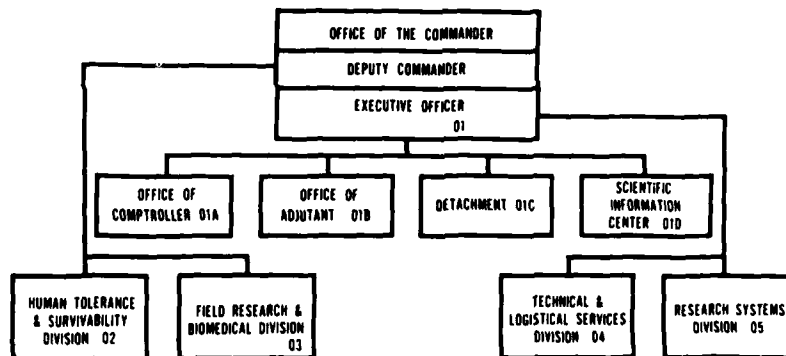 OFFICE OF THE COMMANDER
DEPUTY COMMANDER
EXECUTIVE OFFICER
01
OFFICE OF
COMPTROLLER 01A
OFFICE OF
ADJUTANT 01B
DETACHMENT 01C
SCIENTIFIC
INFORMATION
CENTER 01D
HUMAN TOLERANCE
& SURVIVABILITY
DIVISION 02
FIELD RESEARCH &
BIOMEDICAL DIVISION
03
TECHNICAL &
LOGISTICAL SERVICES
DIVISION 04
RESEARCH SYSTEMS
DIVISION 05